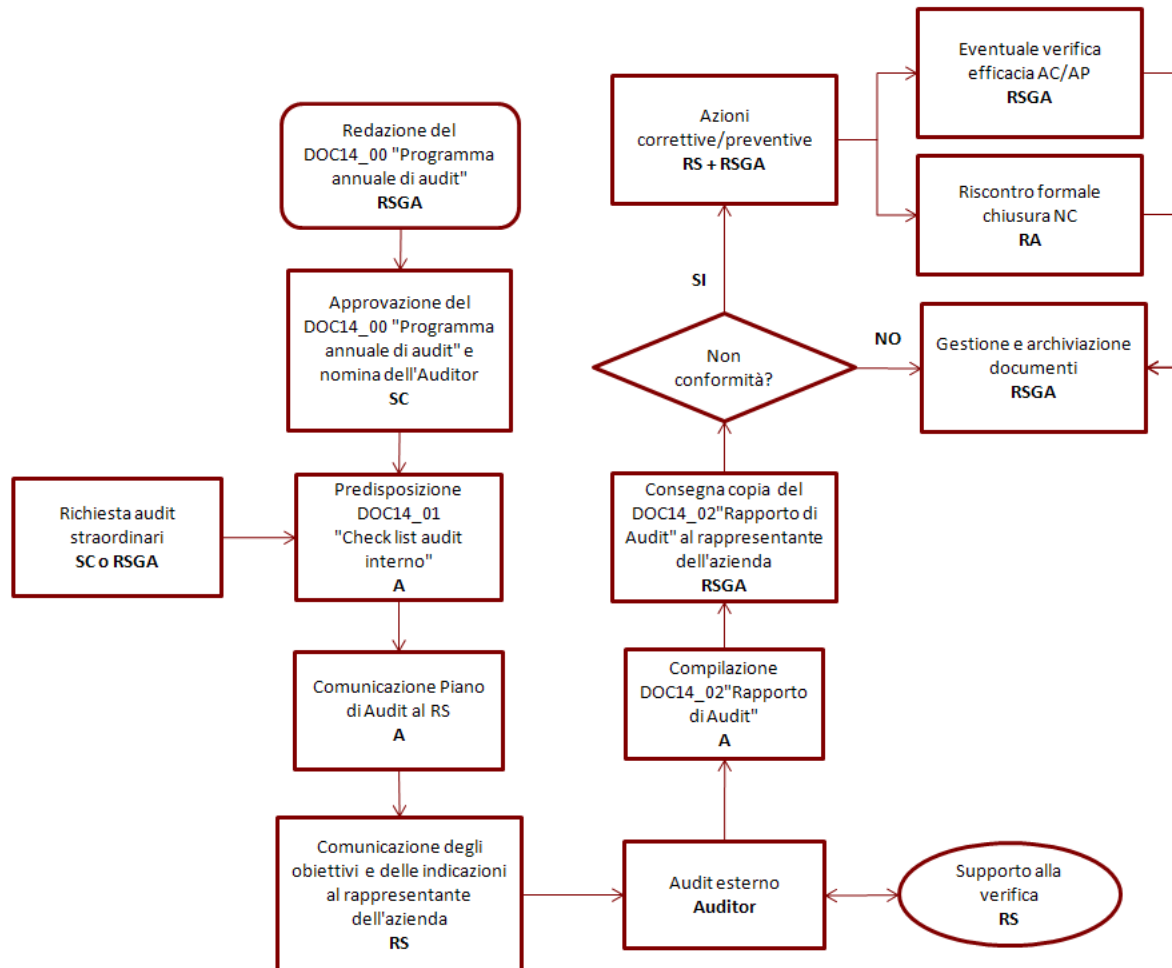 Redazione del
DOC14_00 "Programma
annuale di audit"
RSGA
Approvazione del
DOC14_00 "Programma
annuale di audit" e
nomina dell'Auditor
SC
Richiesta audit
straordinari
SC o RSGA
Predisposizione
DOC14_01
"Check list audit
interno"
A
Comunicazione Piano
di Audit al RS
A
Comunicazione degli
obiettivi e delle indicazioni
al rappresentante
dell'azienda
RS
Audit esterno
Auditor
Supporto alla
verifica
RS
Compilazione
DOC14_02"Rapporto
di Audit"
A
Consegna copia del
DOC14_02"Rapporto di
Audit" al rappresentante
dell'azienda
RSGA
Non
conformità?
SI
NO
Azioni
correttive/preventive
RS + RSGA
Eventuale verifica
efficacia AC/AP
RSGA
Riscontro formale
chiusura NC
RA
Gestione e archiviazione
documenti
RSGA